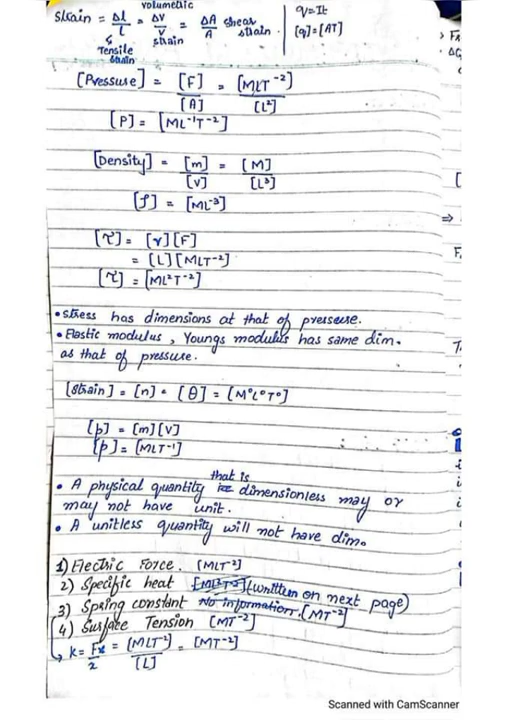 volumetric
Strain = Δl/l = ΔV/V = ΔA/A shear strain.
Tensile strain
strain
q=It
[q]=[AT]
[Pressure] = [F]/[A] = [MLT⁻²]/[L²]
[P] = [ML⁻¹T⁻²]
[Density] = [m]/[V] = [M]/[L³]
[ρ] = [ML⁻³]
[τ] = [r][F]
= [L][MLT⁻²]
[τ] = [ML²T⁻²]
• Stress has dimensions at that of pressure.
• Elastic modulus, Youngs modulus has same dim.
as that of pressure.
[Strain] = [n] = [θ] = [M⁰L⁰T⁰]
[p] = [m][V]
[p] = [MLT⁻¹]
that is
• A physical quantity dimensionless may or
may not have unit.
• A unitless quantity will not have dim.
1) Electric Force. [MLT⁻²]
2) Specific heat (written on next page)
3) Spring constant No information. [MT⁻²]
4) Surface Tension [MT⁻²]
↳ k = Fx/2 = [MLT⁻²]/[L] = [MT⁻²]
Scanned with CamScanner